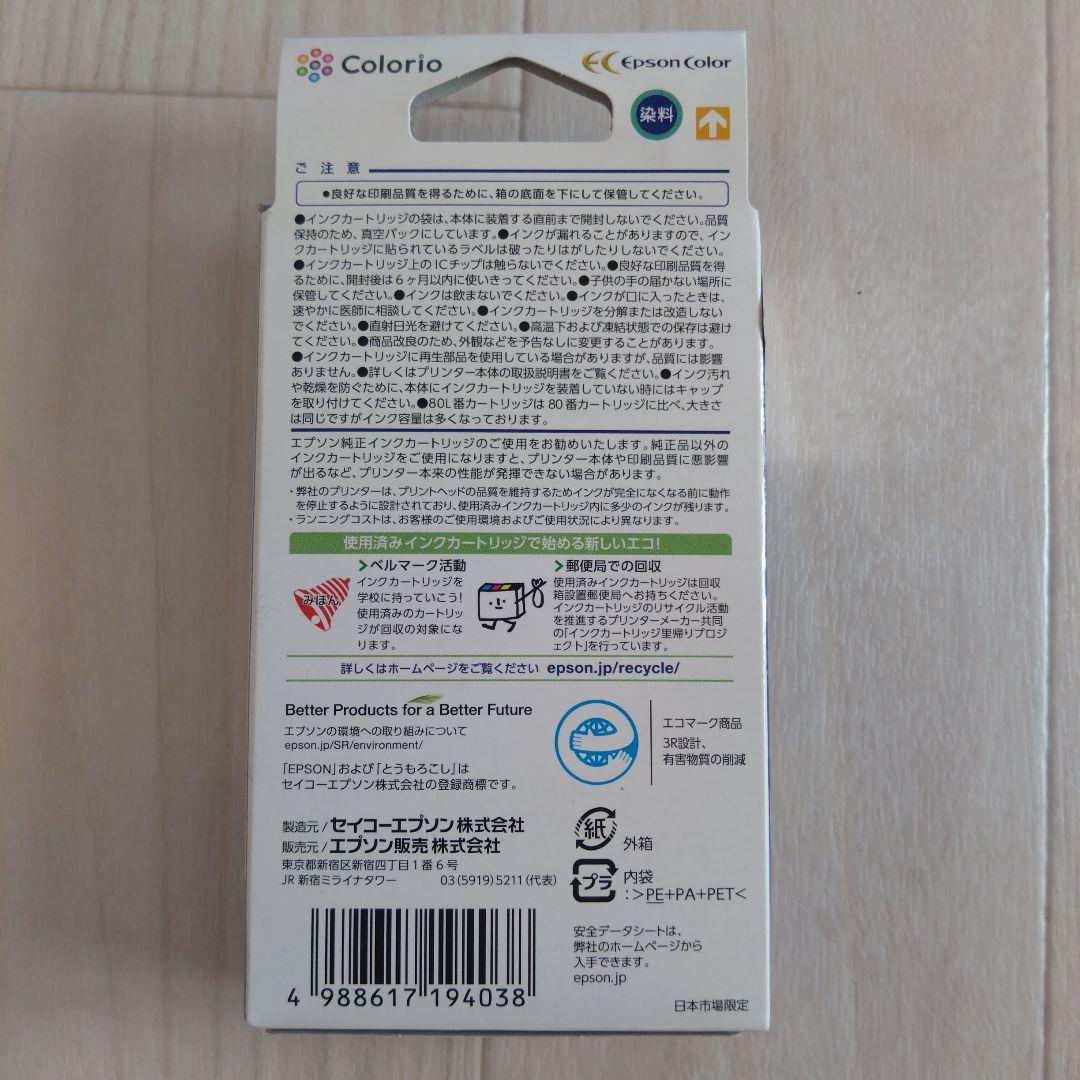 Colorio
EPSON COLOR
染料
ご注意
●良好な印刷品質を得るために、箱の底面を下にして保管してください。
●インクカートリッジの袋は、本体に装着する直前まで開封しないでください。品質
保持のため、真空パックにしています。●インクが漏れることがありますので、インク
カートリッジに貼られているラベルは破ったりはがしたりしないでください。
●インクカートリッジ上のICチップは触らないでください。●良好な印刷品質を得
るために、開封後は6ヶ月以内に使いきってください。●子供の手の届かない場所に
保管してください。●インクは飲まないでください。●インクが口に入ったときは、
速やかに医師に相談してください。●インクカートリッジを分解または改造しない
でください。●直射日光を避けてください。●高温下および凍結状態での保存は避け
てください。●商品改良のため、外観などを予告なしに変更することがあります。
●インクカートリッジに再生部品を使用している場合がありますが、品質には影響
ありません。●詳しくはプリンター本体の取扱説明書をご覧ください。●インク汚れ
や乾燥を防ぐために、本体にインクカートリッジを装着していない時にはキャップ
を取り付けてください。●80L番カートリッジは80番カートリッジに比べ、大きさ
は同じですがインク容量は多くなっております。
エプソン純正インクカートリッジのご使用をお勧めいたします。純正品以外の
インクカートリッジをご使用になりますと、プリンター本体や印刷品質に悪影響
が出るなど、プリンター本来の性能が発揮できない場合があります。
・弊社のプリンターは、プリントヘッドの品質を維持するためインクが完全になくなる前に動作
を停止するように設計されており、使用済みインクカートリッジ内に多少のインクが残ります。
・ランニングコストは、お客様のご使用環境およびご使用状況により異なります。
使用済みインクカートリッジで始める新しいエコ!
ベルマーク活動
みほん
インクカートリッジを
学校に持っていこう!
使用済みのカートリッ
ジが回収の対象にな
ります。
郵便局での回収
使用済みインクカートリッジは回収
箱設置郵便局へお持ちください。
インクカートリッジのリサイクル活動
を推進するプリンターメーカー共同
の「インクカートリッジ里帰りプロジ
ェクト」を行っています。
詳しくはホームページをご覧ください epson.jp/recycle/
Better Products for a Better Future
エプソンの環境への取り組みについて
epson.jp/SR/environment/
「EPSON」および「とうもろこし」は
セイコーエプソン株式会社の登録商標です。
エコマーク商品
3R設計、
有害物質の削減
製造元/セイコーエプソン株式会社
販売元/エプソン販売株式会社
東京都新宿区新宿四丁目1番6号
JR新宿ミライナタワー 03(5919)5211(代表)
紙
外箱
プラ
内袋
:>PE+PA+PET<
安全データシートは、
弊社のホームページから
入手できます。
epson.jp
4 988617 194038
日本市場限定